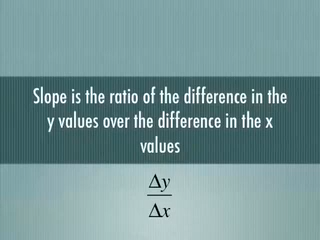 Slope is the ratio of the difference in the
y values over the difference in the x
values
Δy
Δx